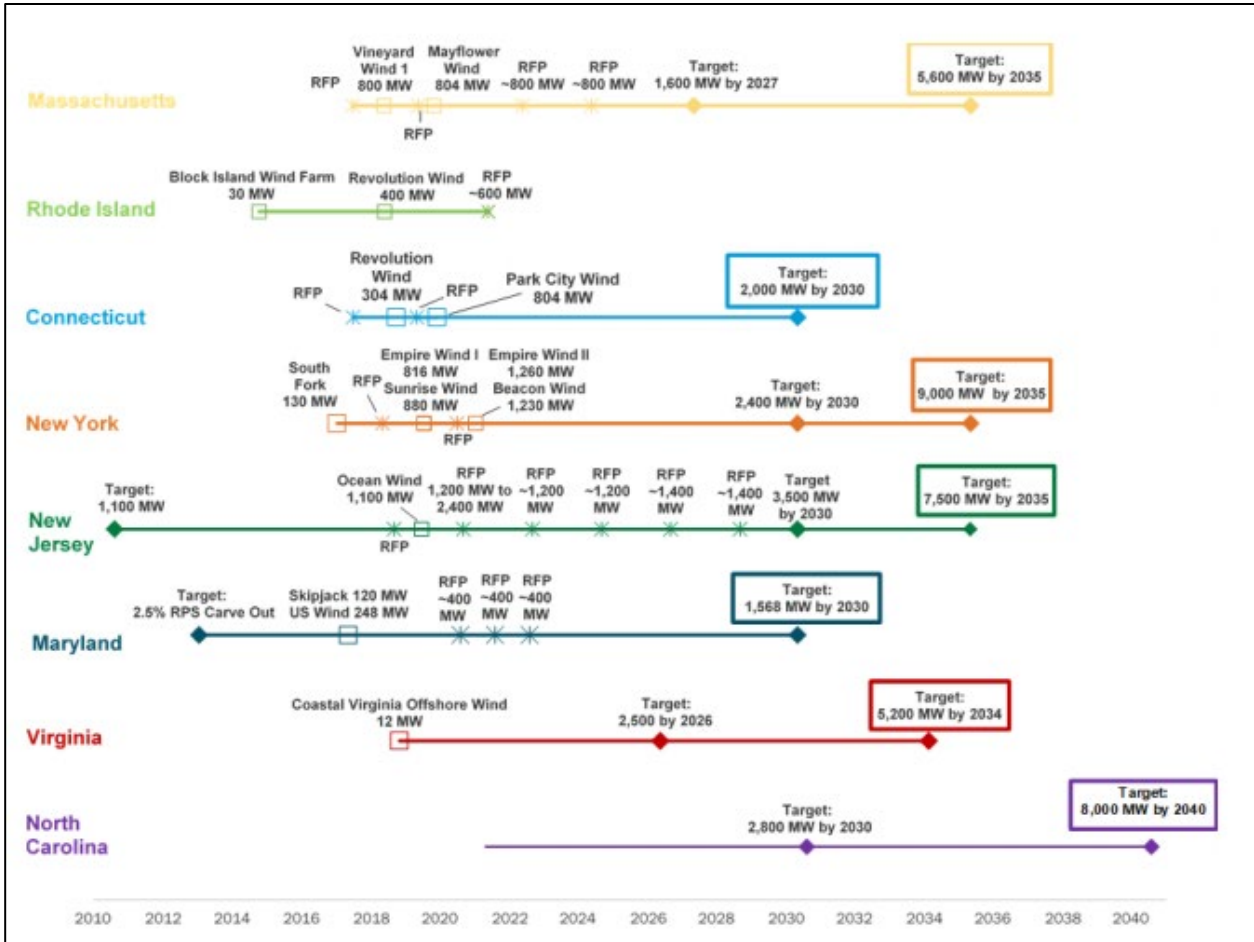 Massachusetts
RFP
Vineyard
Wind 1
800 MW
RFP
Mayflower
Wind
804 MW
RFP
~800 MW
RFP
~800 MW
Target:
1,600 MW by 2027
Target:
5,600 MW by 2035
Rhode Island
Block Island Wind Farm
30 MW
Revolution Wind
400 MW
RFP
~600 MW
Connecticut
RFP
Revolution
Wind
304 MW
RFP
Park City Wind
804 MW
Target:
2,000 MW by 2030
New York
South
Fork
130 MW
RFP
Empire Wind I
816 MW
Sunrise Wind
880 MW
RFP
Empire Wind II
1,260 MW
Beacon Wind
1,230 MW
Target:
2,400 MW by 2030
Target:
9,000 MW by 2035
New
Jersey
Target:
1,100 MW
RFP
Ocean Wind
1,100 MW
RFP
1,200 MW to
2,400 MW
RFP
~1,200
MW
RFP
~1,200
MW
RFP
~1,400
MW
RFP
~1,400
MW
Target
3,500 MW
by 2030
Target:
7,500 MW by 2035
Maryland
Target:
2.5% RPS Carve Out
Skipjack 120 MW
US Wind 248 MW
RFP
~400
MW
RFP
~400
MW
RFP
~400
MW
Target:
1,568 MW by 2030
Virginia
Coastal Virginia Offshore Wind
12 MW
Target:
2,500 by 2026
Target:
5,200 MW by 2034
North
Carolina
Target:
2,800 MW by 2030
Target:
8,000 MW by 2040
2010 2012 2014 2016 2018 2020 2022 2024 2026 2028 2030 2032 2034 2036 2038 2040